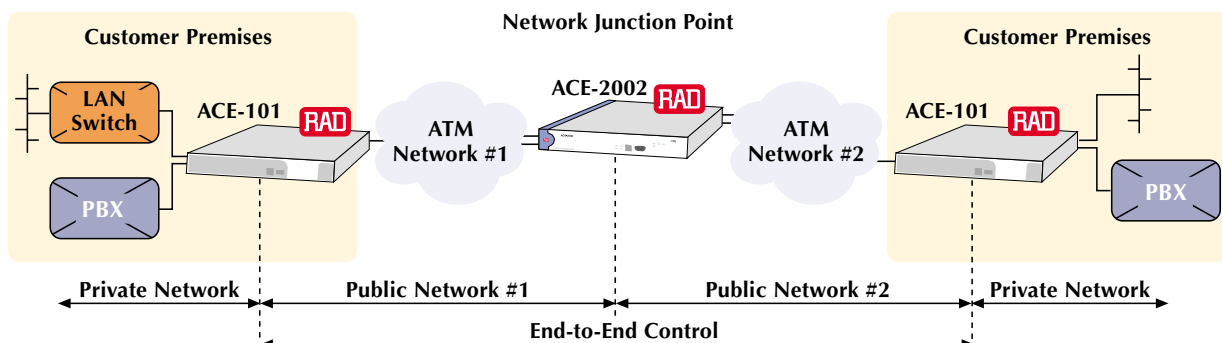 Network Junction Point
Customer Premises
Customer Premises
LAN
Switch
ACE-101
RAD
ATM
Network #1
ACE-2002
RAD
ATM
Network #2
ACE-101
RAD
PBX
PBX
Private Network
Public Network #1
Public Network #2
Private Network
End-to-End Control